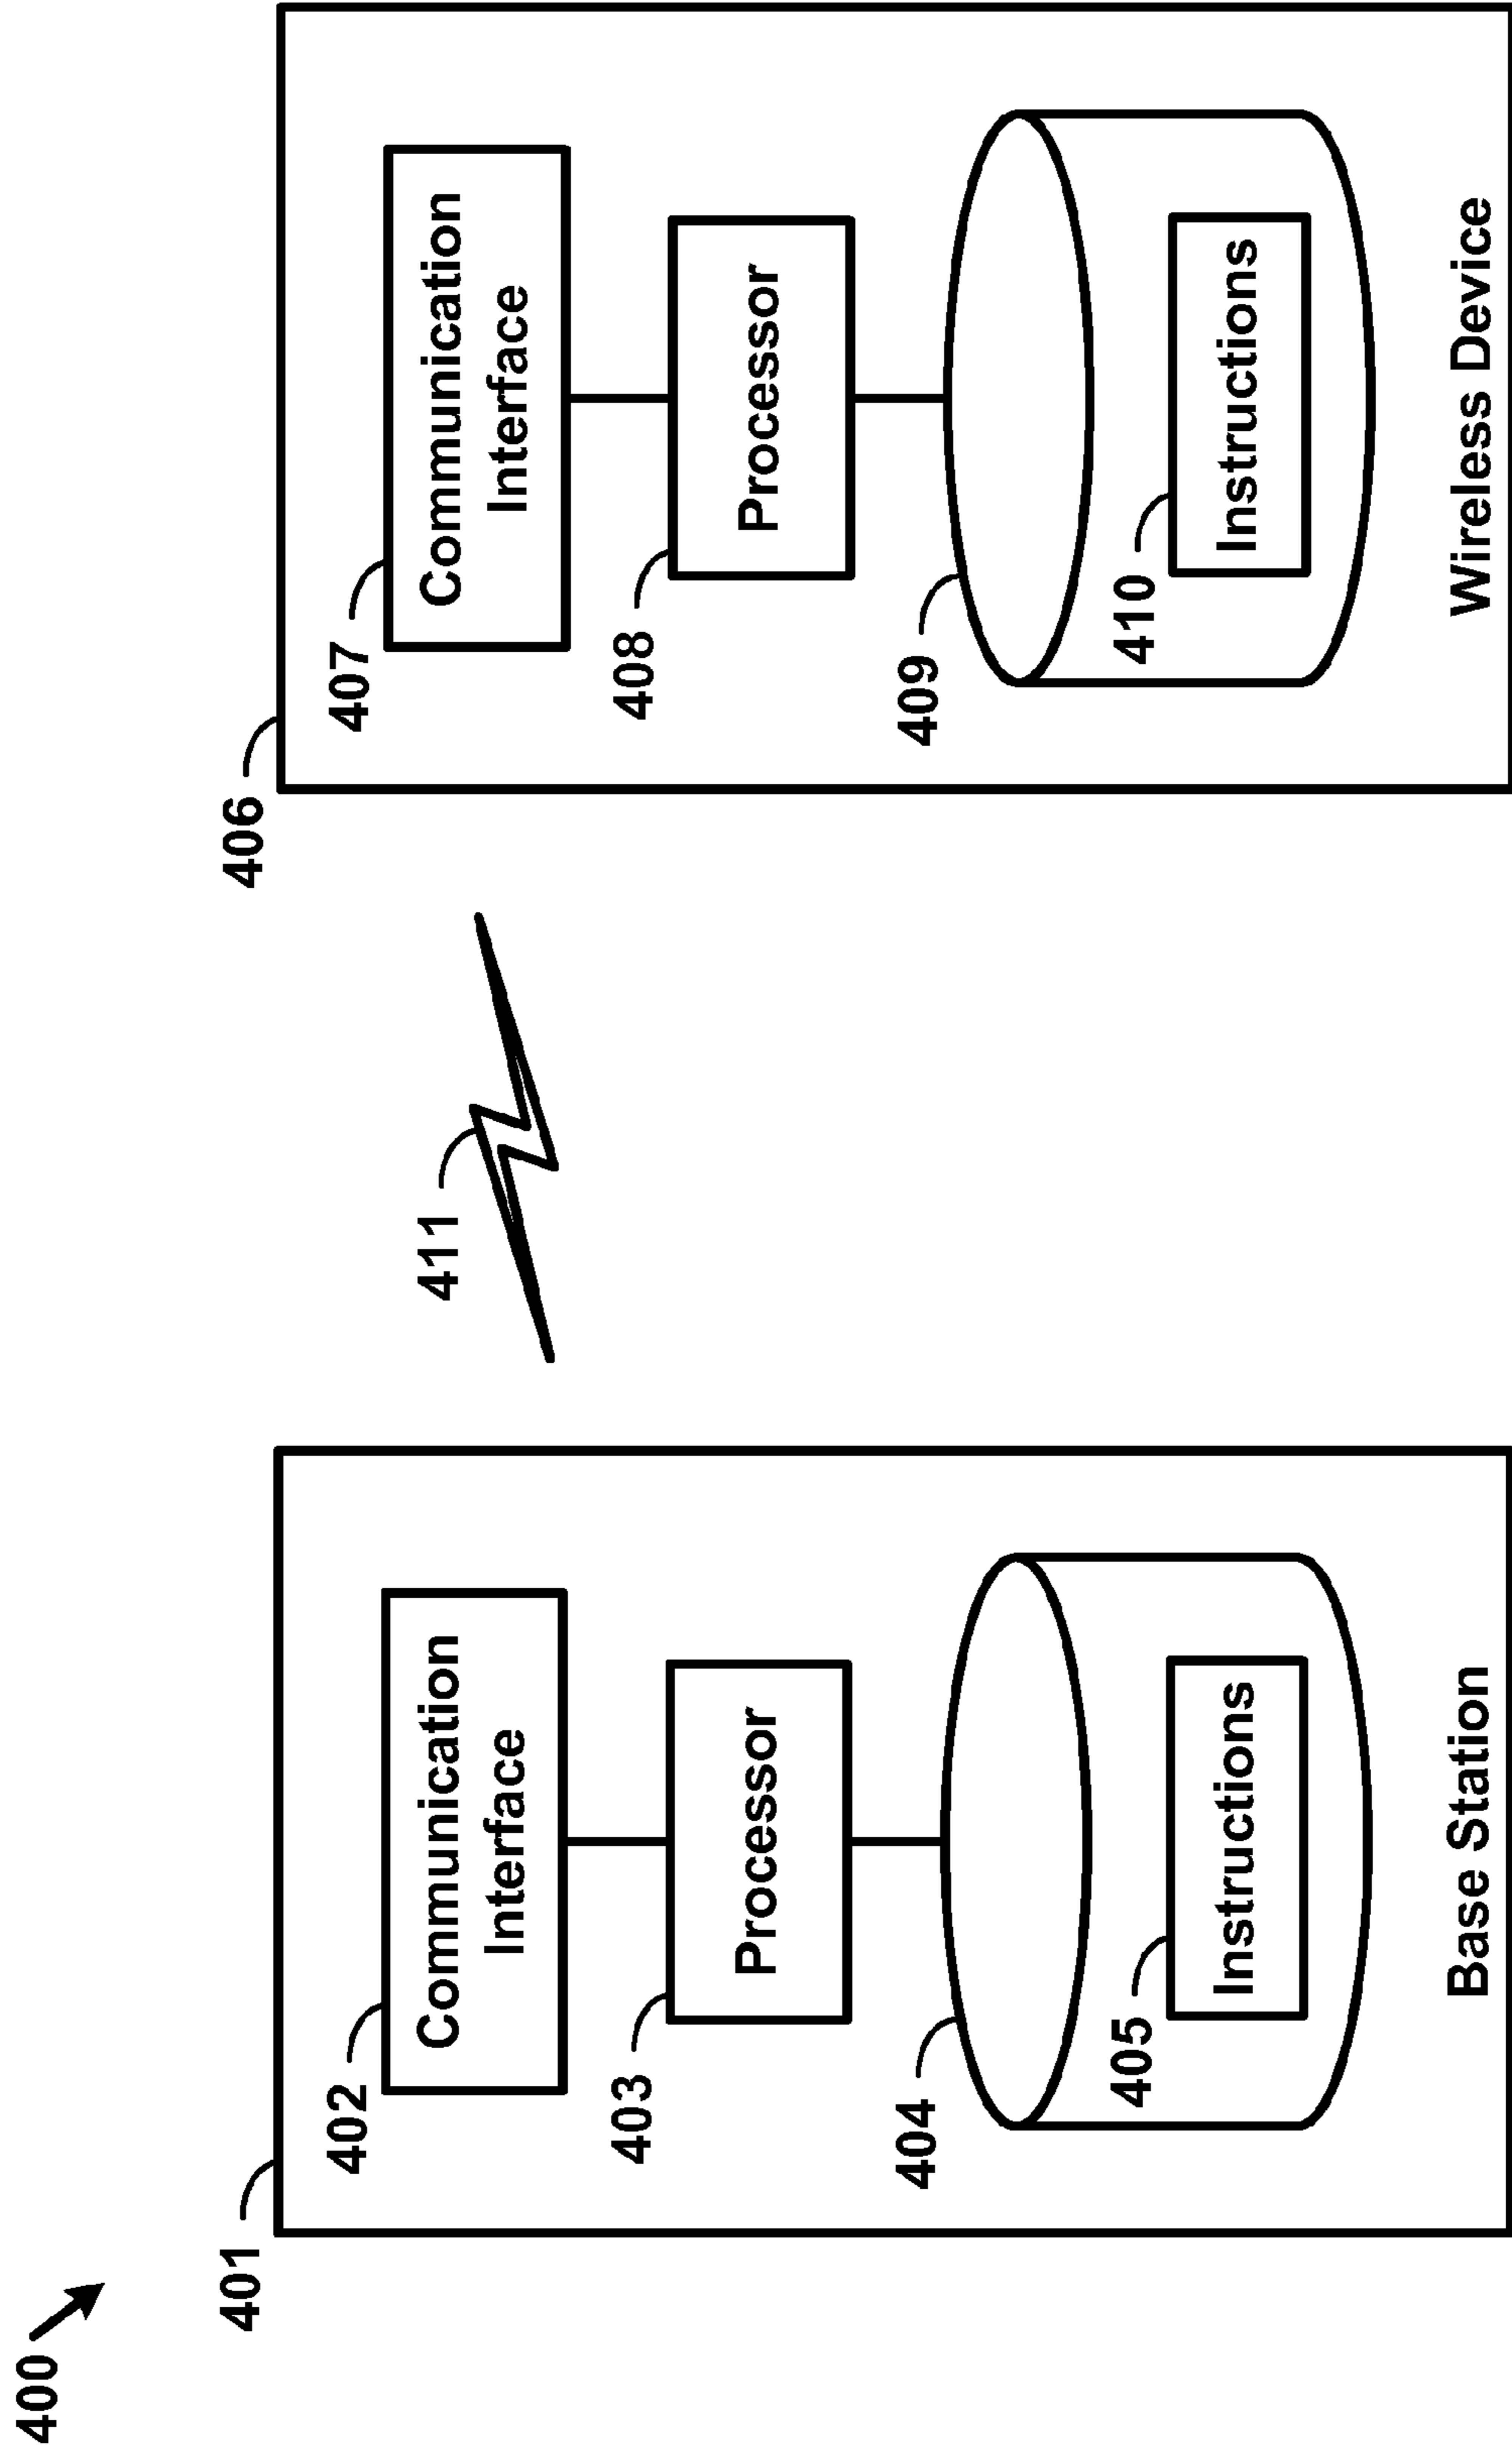 400
401
402
Communication
Interface
403
Processor
404
405
Instructions
Base Station
411
406
407
Communication
Interface
408
Processor
409
410
Instructions
Wireless Device